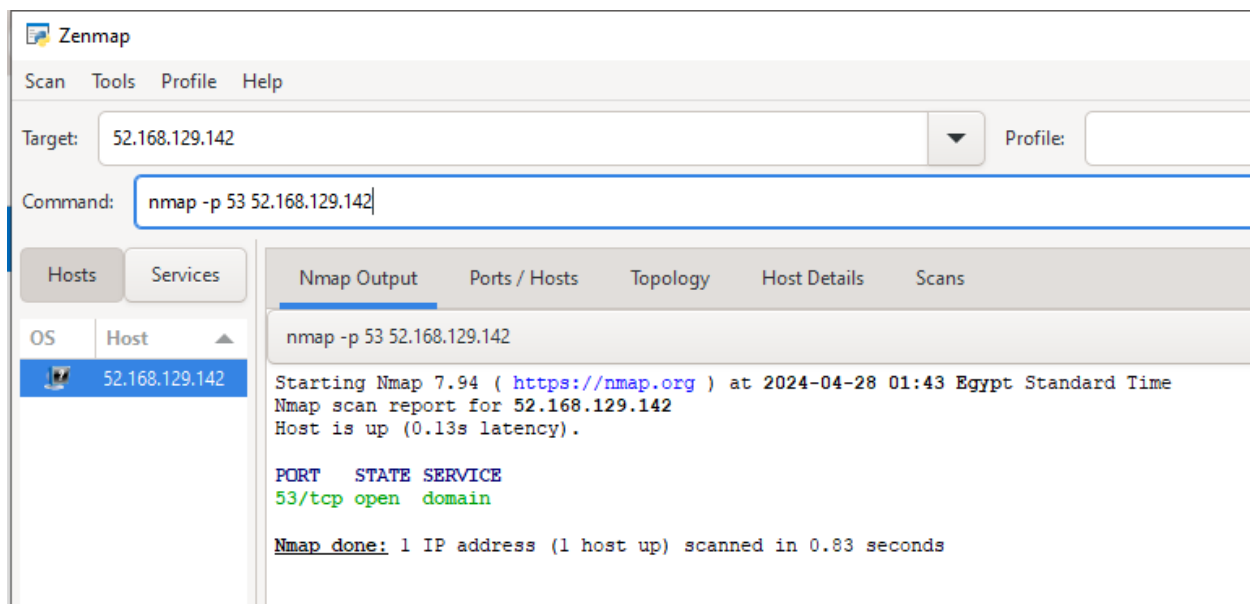 Zenmap
Scan Tools Profile Help
Target: 52.168.129.142 Profile:
Command: nmap -p 53 52.168.129.142
Hosts Services
Nmap Output Ports / Hosts Topology Host Details Scans
OS Host
52.168.129.142
nmap -p 53 52.168.129.142
Starting Nmap 7.94 ( https://nmap.org ) at 2024-04-28 01:43 Egypt Standard Time
Nmap scan report for 52.168.129.142
Host is up (0.13s latency).
PORT STATE SERVICE
53/tcp open domain
Nmap done: 1 IP address (1 host up) scanned in 0.83 seconds